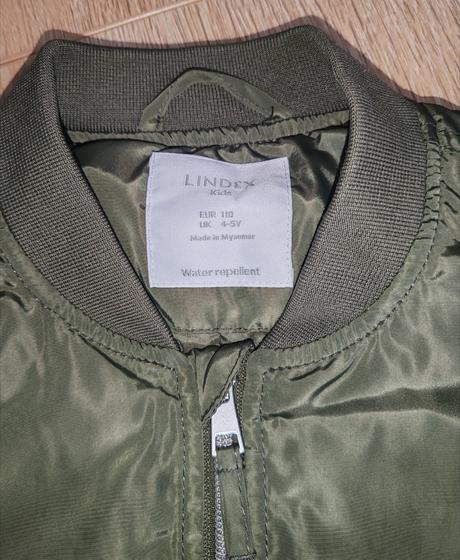 LINDEX
Kids
EUR 110
UK 4-5Y
Made in Myanmar
Water repellent